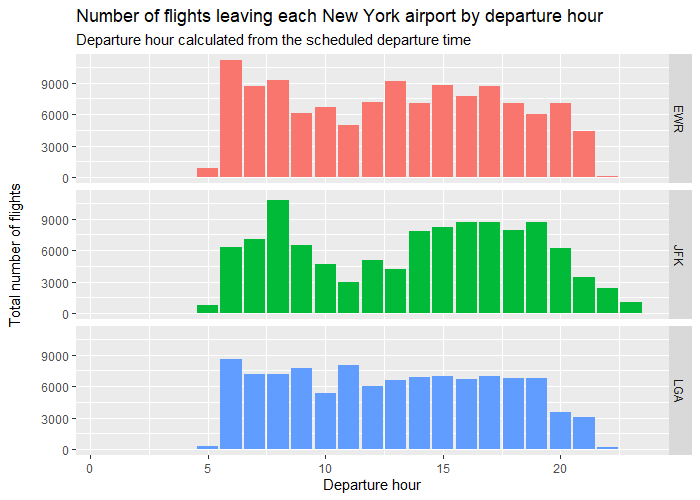 Number of flights leaving each New York airport by departure hour
Departure hour calculated from the scheduled departure time
Total number of flights
9000
6000
3000
0
EWR
9000
6000
3000
0
JFK
9000
6000
3000
0
LGA
0 5 10 15 20
Departure hour